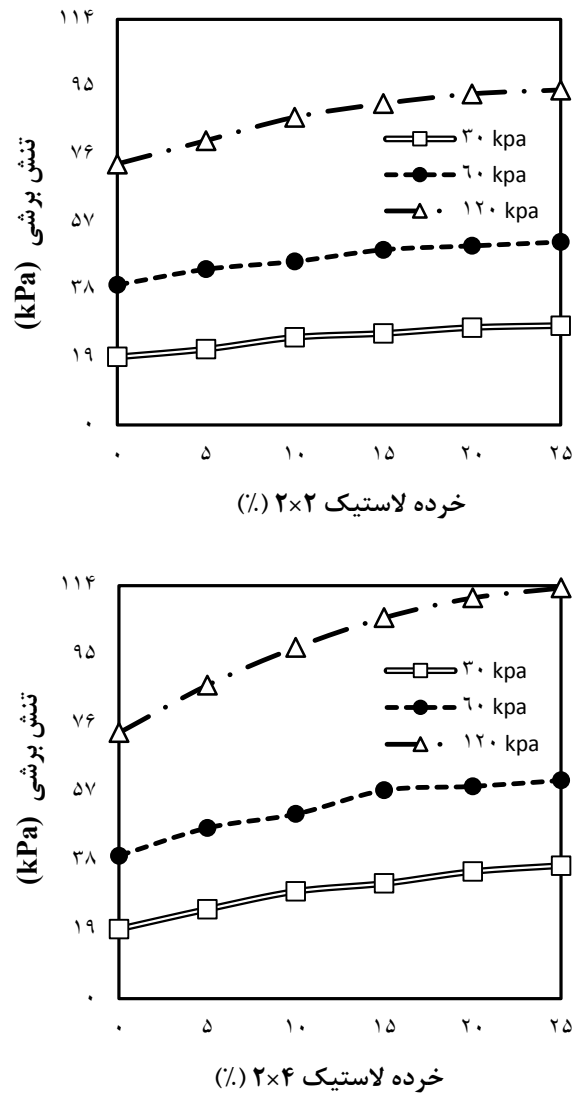 ۱۱۴
۹۵
۷۶
۵۷
۳۸
۱۹
۰
تنش برشی (kPa)
۳۰ kpa
۶۰ kpa
۱۲۰ kpa
۰ ۵ ۱۰ ۱۵ ۲۰ ۲۵
خرده لاستیک ۲×۲ (٪)
۱۱۴
۹۵
۷۶
۵۷
۳۸
۱۹
۰
تنش برشی (kPa)
۳۰ kpa
۶۰ kpa
۱۲۰ kpa
۰ ۵ ۱۰ ۱۵ ۲۰ ۲۵
خرده لاستیک ۲×۴ (٪)